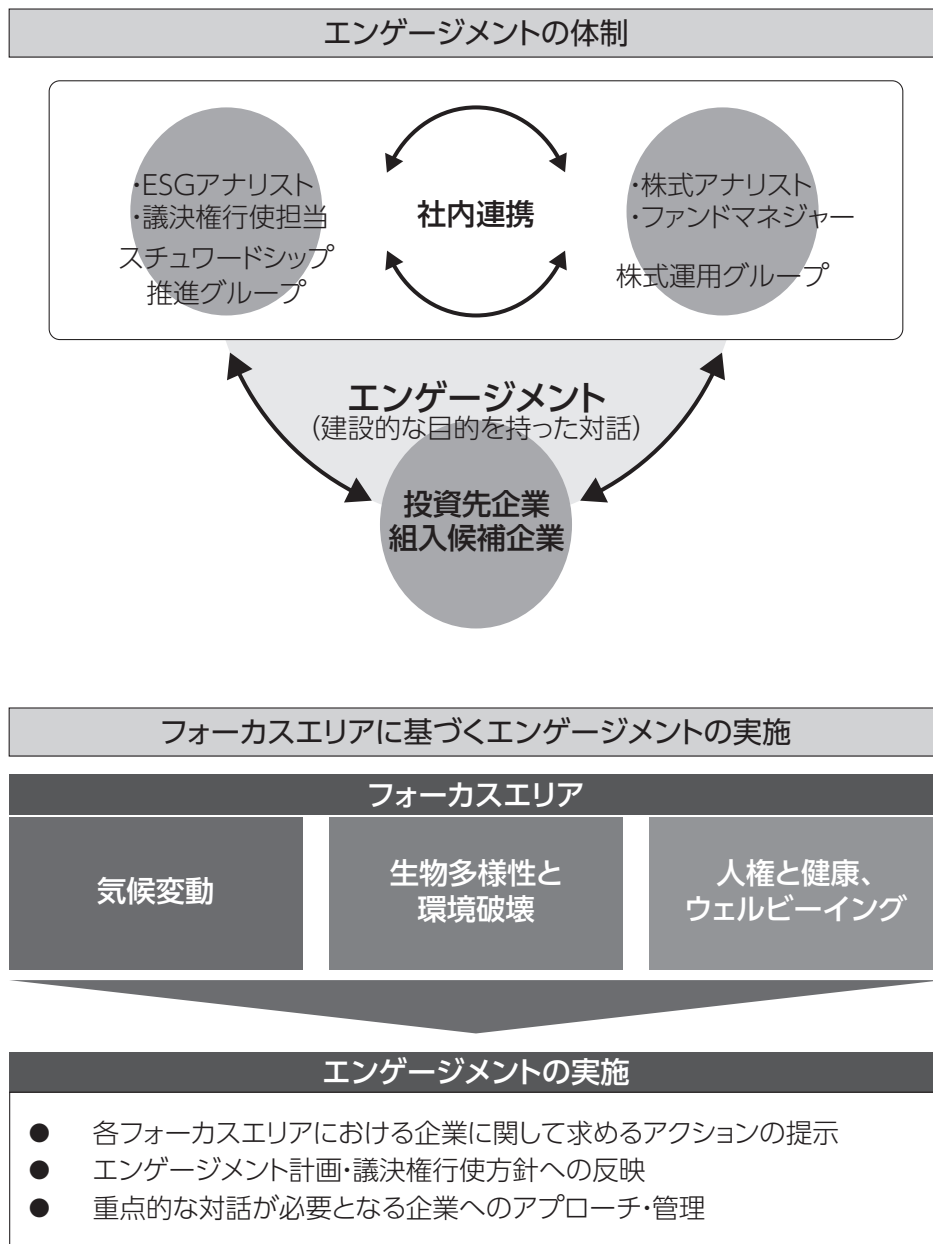 エンゲージメントの体制
・ESGアナリスト
・議決権行使担当
スチュワードシップ
推進グループ
社内連携
・株式アナリスト
・ファンドマネジャー
株式運用グループ
エンゲージメント
(建設的な目的を持った対話)
投資先企業
組入候補企業
フォーカスエリアに基づくエンゲージメントの実施
フォーカスエリア
気候変動
生物多様性と
環境破壊
人権と健康、
ウェルビーイング
エンゲージメントの実施
● 各フォーカスエリアにおける企業に関して求めるアクションの提示
● エンゲージメント計画・議決権行使方針への反映
● 重点的な対話が必要となる企業へのアプローチ・管理